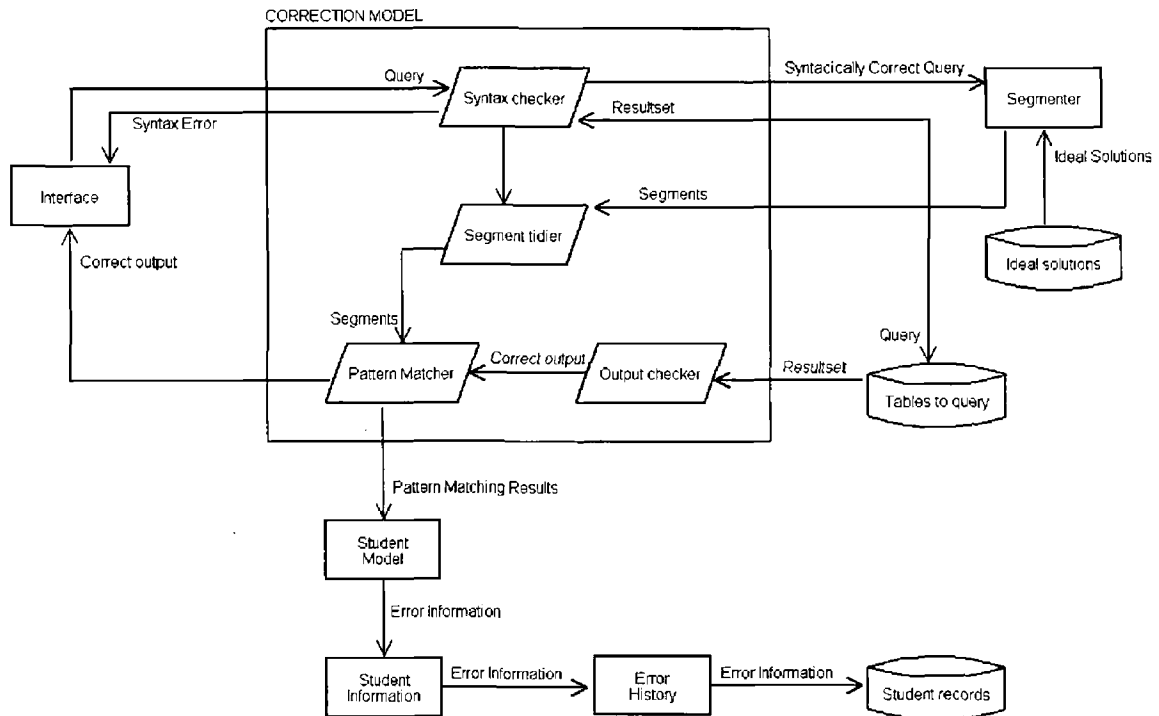 CORRECTION MODEL
Query
Syntax checker
Syntacically Correct Query
Segmenter
Resultset
Syntax Error
Ideal Solutions
Interface
Segments
Segment tidier
Correct output
Ideal solutions
Segments
Query
Pattern Matcher
Correct output
Output checker
Resultset
Tables to query
Pattern Matching Results
Student
Model
Error Information
Student
Information
Error Information
Error
History
Error Information
Student records